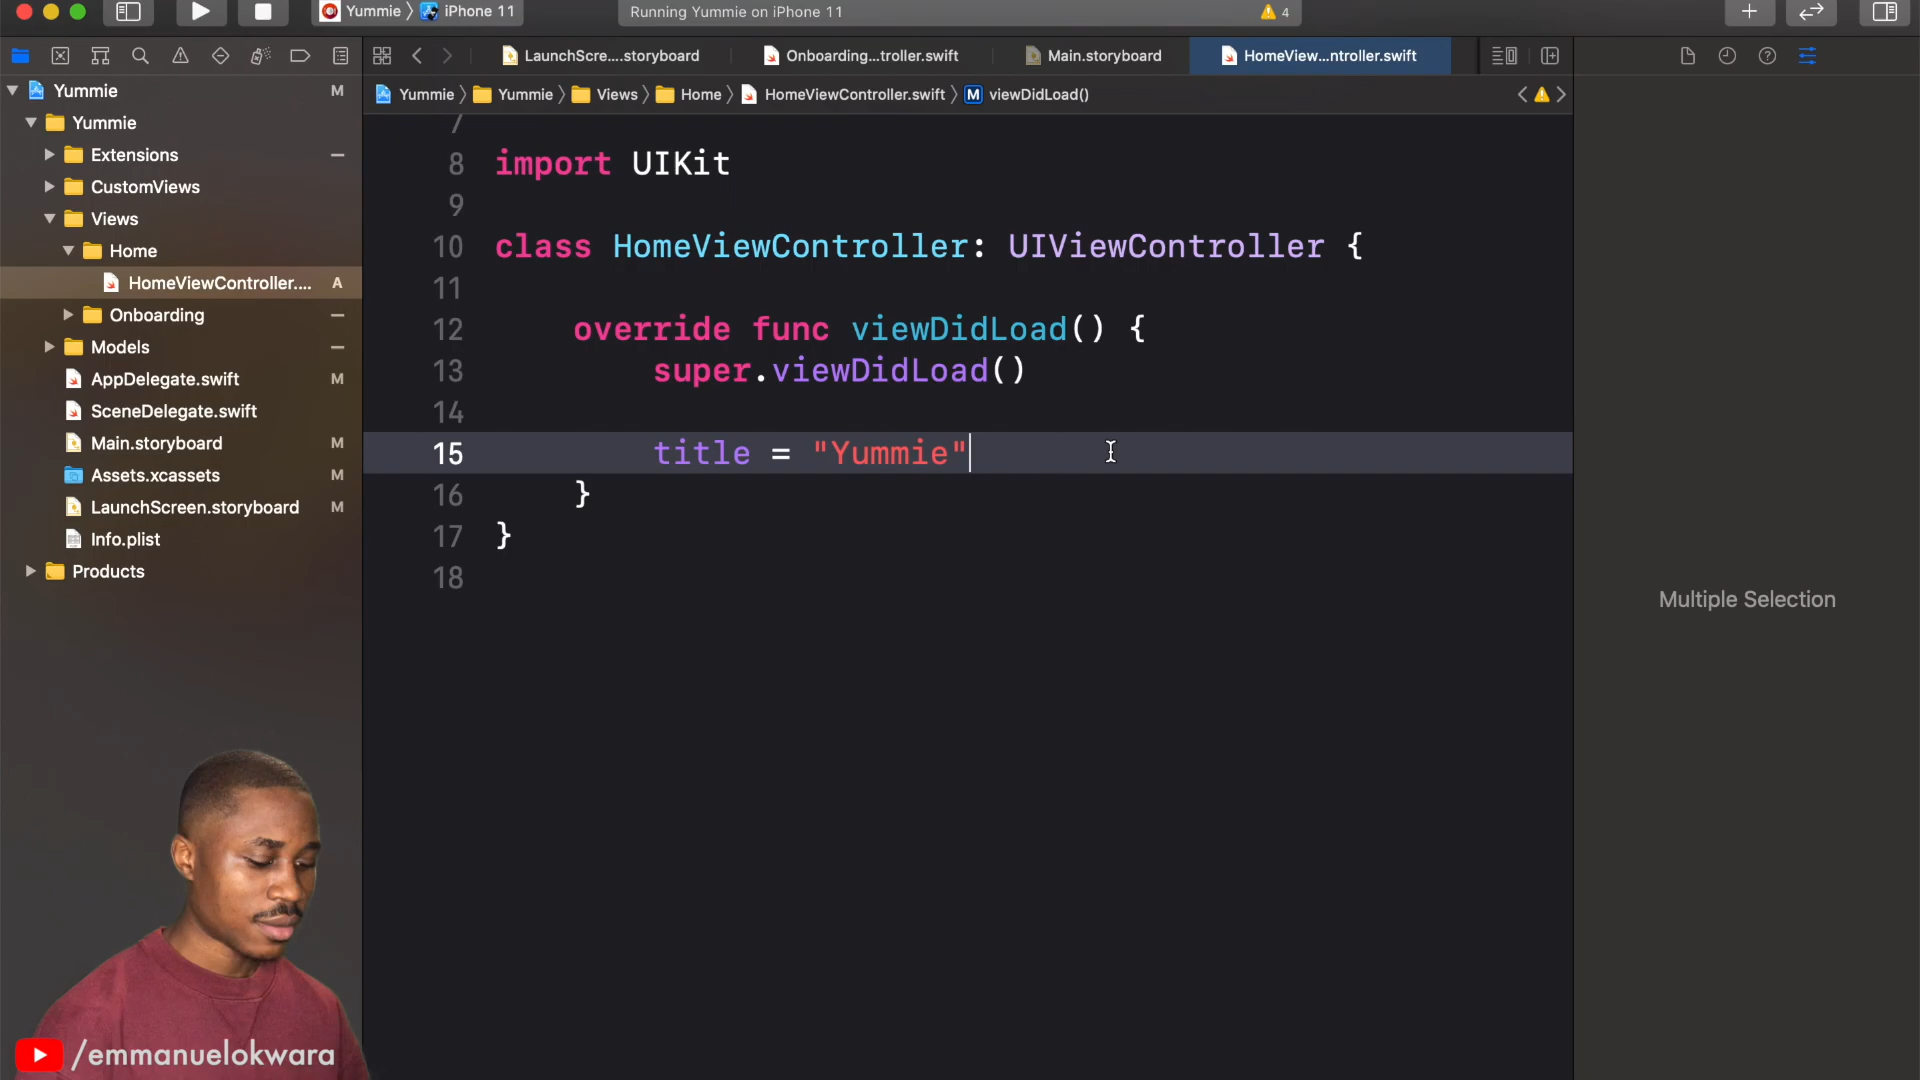 Yummie
iPhone 11
Running Yummie on iPhone 11
4
LaunchScre....storyboard
Onboarding...troller.swift
Main.storyboard
HomeView...ntroller.swift
Yummie
Yummie
Views
Home
HomeViewController.swift
M
viewDidLoad()
Yummie M
Yummie
Extensions
CustomViews
Views
Home
HomeViewController.... A
Onboarding
Models
AppDelegate.swift M
SceneDelegate.swift
Main.storyboard M
Assets.xcassets M
LaunchScreen.storyboard M
Info.plist
Products
7
8 import UIKit
9
10 class HomeViewController: UIViewController {
11
12 override func viewDidLoad() {
13 super.viewDidLoad()
14
15 title = "Yummie"
16 }
17 }
18
Multiple Selection
/emmanuelokwara